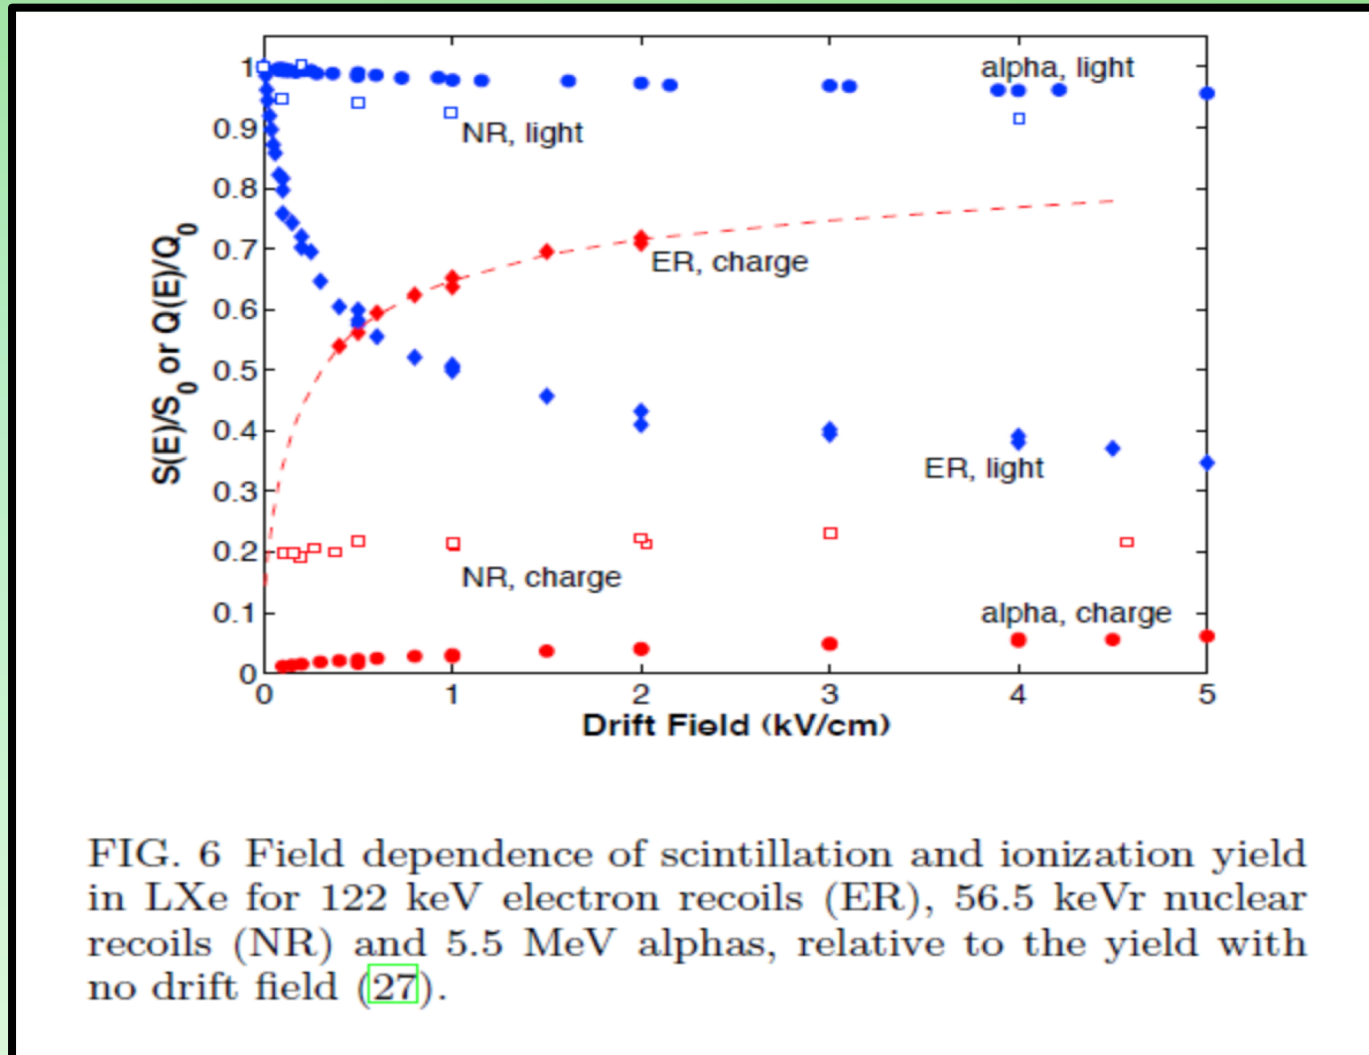 1
0.9
0.8
0.7
0.6
0.5
0.4
0.3
0.2
0.1
0
S(E)/S0 or Q(E)/Q0
alpha, light
NR, light
ER, charge
ER, light
NR, charge
alpha, charge
0 1 2 3 4 5
Drift Field (kV/cm)
FIG. 6 Field dependence of scintillation and ionization yield
in LXe for 122 keV electron recoils (ER), 56.5 keVr nuclear
recoils (NR) and 5.5 MeV alphas, relative to the yield with
no drift field (27).